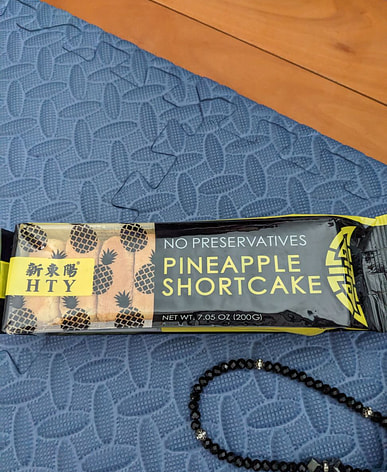 新東陽®
HTY
NO PRESERVATIVES
PINEAPPLE
SHORTCAKE
NET WT. 7.05 OZ (200G)